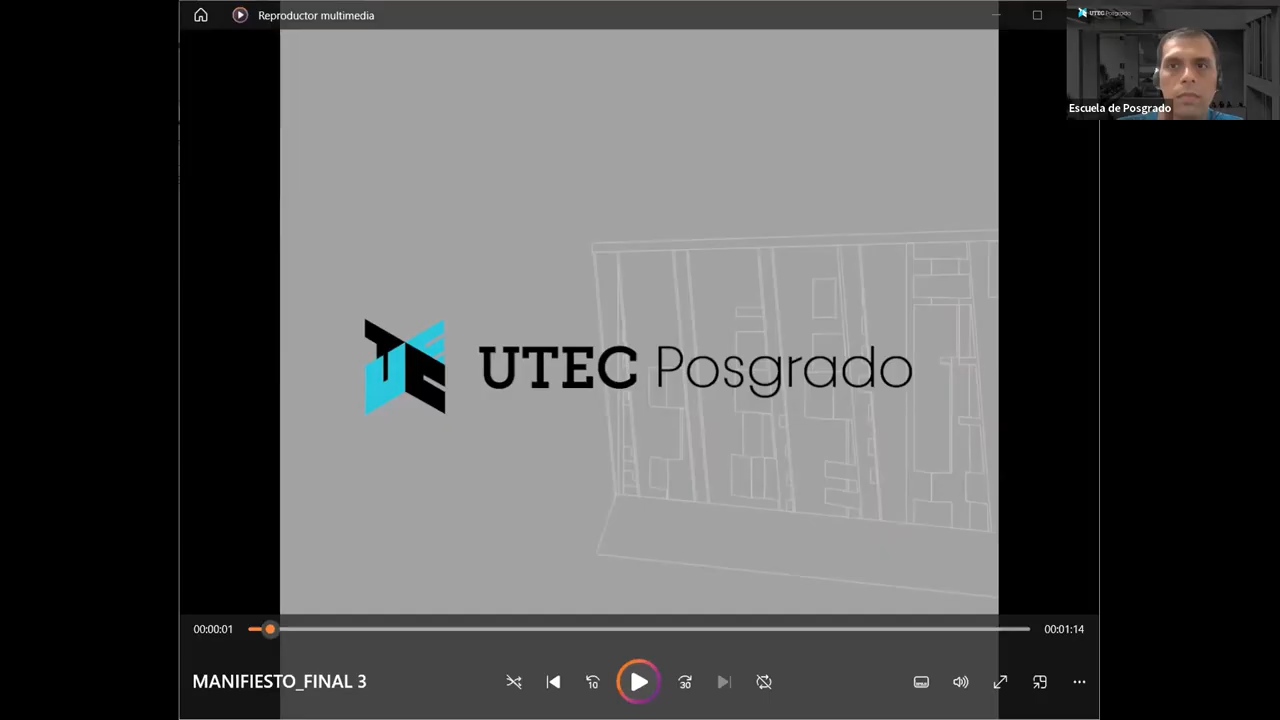 Reproductor multimedia
UTEC Posgrado
Escuela de Posgrado
UTEC Posgrado
00:00:01
00:01:14
MANIFIESTO_FINAL 3
10
30